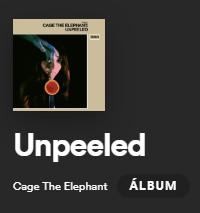 CAGE THE ELEPHANT
UNPEELED
Unpeeled
Cage The Elephant
ÁLBUM